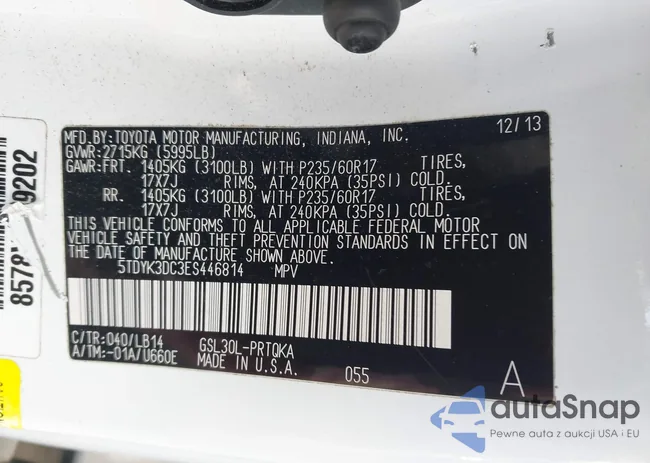 MFD.BY:TOYOTA MOTOR MANUFACTURING, INDIANA, INC. 12/13
GVWR:2715KG (5995LB)
GAWR:FRT. 1405KG (3100LB) WITH P235/60R17 TIRES,
17X7J RIMS, AT 240KPA (35PSI) COLD.
RR. 1405KG (3100LB) WITH P235/60R17 TIRES,
17X7J RIMS, AT 240KPA (35PSI) COLD.
THIS VEHICLE CONFORMS TO ALL APPLICABLE FEDERAL MOTOR
VEHICLE SAFETY AND THEFT PREVENTION STANDARDS IN EFFECT ON
THE DATE OF MANUFACTURE SHOWN ABOVE.
5TDYK3DC3ES446814 MPV
C/TR:040/LB14 GSL30L-PRTQKA
A/TM:-01A/U660E MADE IN U.S.A. 055 A
autaSnap
Pewne auta z aukcji USA i EU